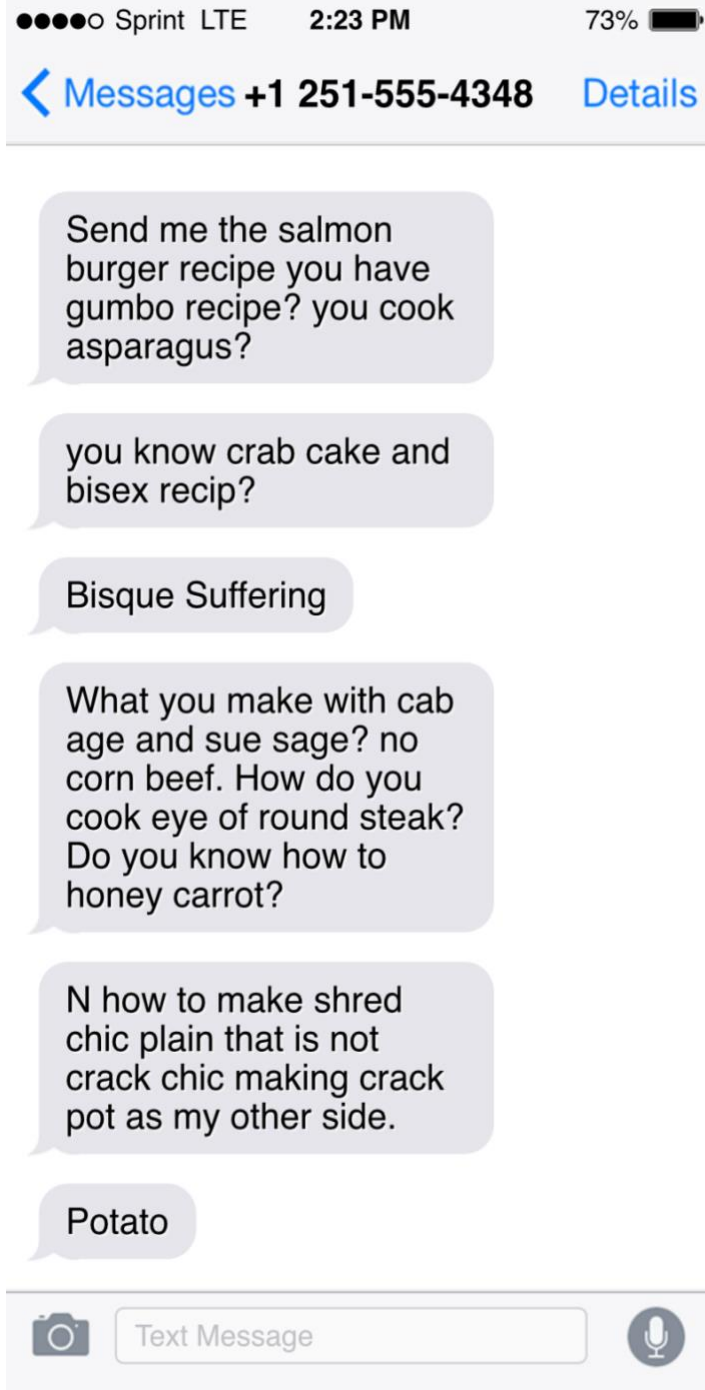 Sprint LTE 2:23 PM 73%
Messages +1 251-555-4348 Details
Send me the salmon
burger recipe you have
gumbo recipe? you cook
asparagus?
you know crab cake and
bisex recip?
Bisque Suffering
What you make with cab
age and sue sage? no
corn beef. How do you
cook eye of round steak?
Do you know how to
honey carrot?
N how to make shred
chic plain that is not
crack chic making crack
pot as my other side.
Potato
Text Message